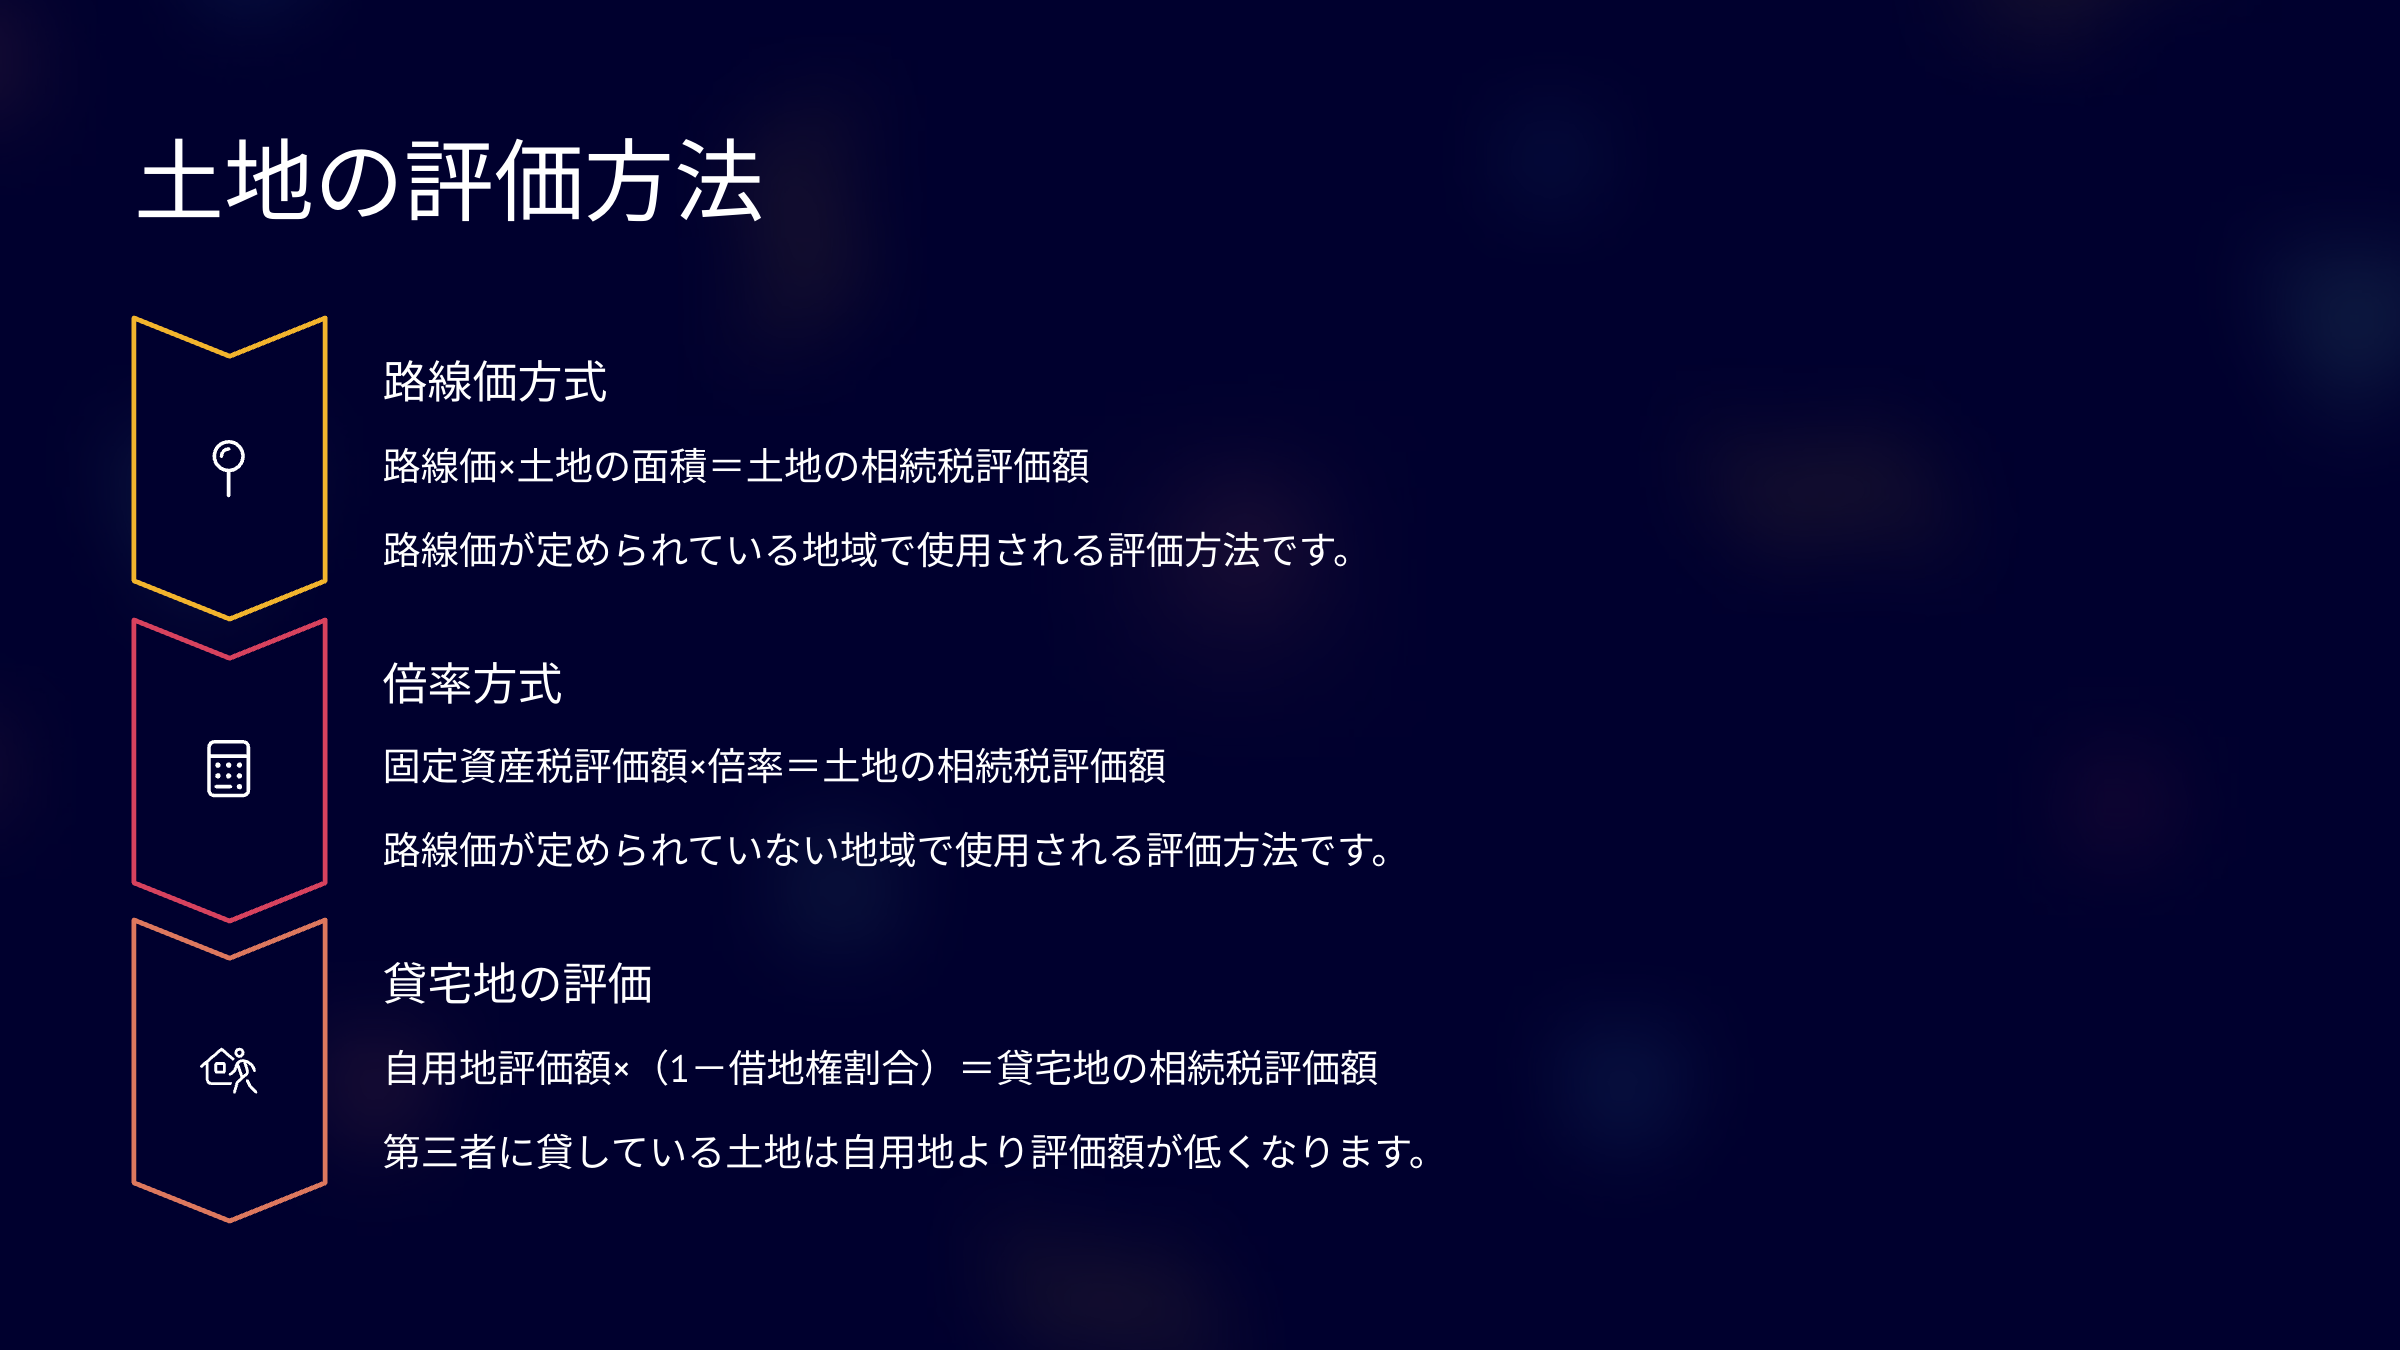 土地の評価方法
路線価方式
路線価×土地の面積＝土地の相続税評価額
路線価が定められている地域で使用される評価方法です。
倍率方式
固定資産税評価額×倍率＝土地の相続税評価額
路線価が定められていない地域で使用される評価方法です。
貸宅地の評価
自用地評価額×（1－借地権割合）＝貸宅地の相続税評価額
第三者に貸している土地は自用地より評価額が低くなります。